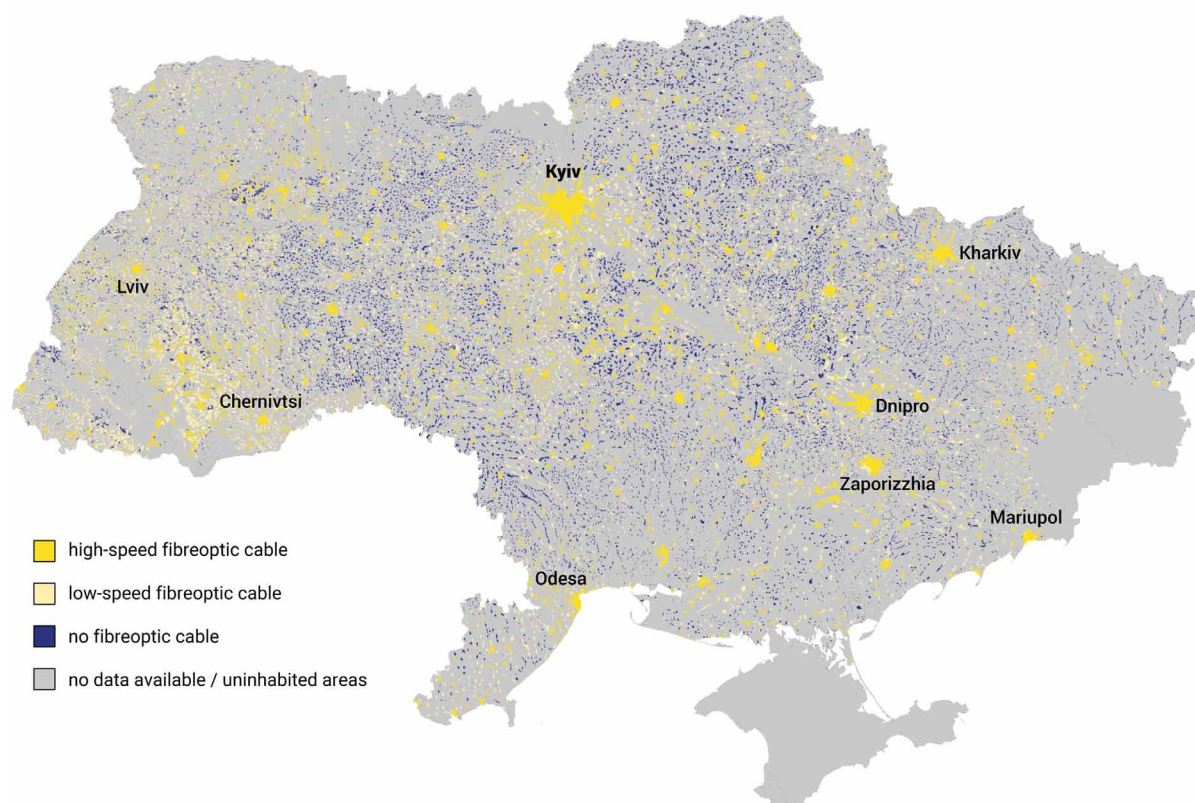 Kyiv
Kharkiv
Lviv
Chernivtsi
Dnipro
Zaporizzhia
Mariupol
Odesa
high-speed fibreoptic cable
low-speed fibreoptic cable
no fibreoptic cable
no data available / uninhabited areas